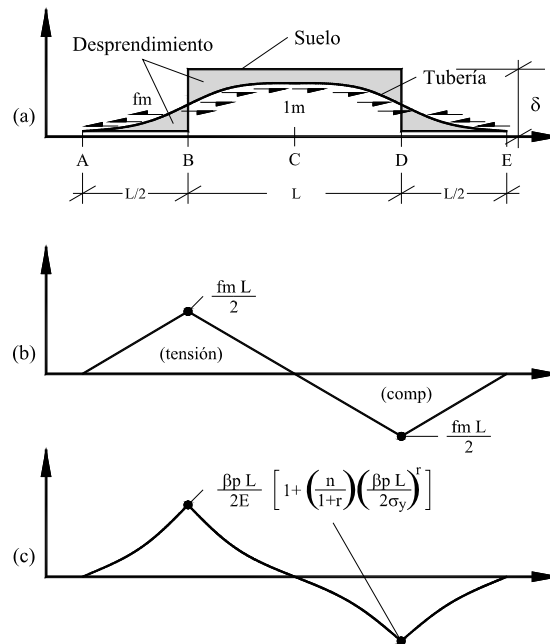 Desprendimiento
Suelo
Tubería
fm
1m
δ
(a)
A B C D E
L/2 L L/2
fm L
2
(b)
(tensión)
(comp)
fm L
2
βp L
2E
[1+ (n
1+r) (βp L
2σy)^r ]
(c)